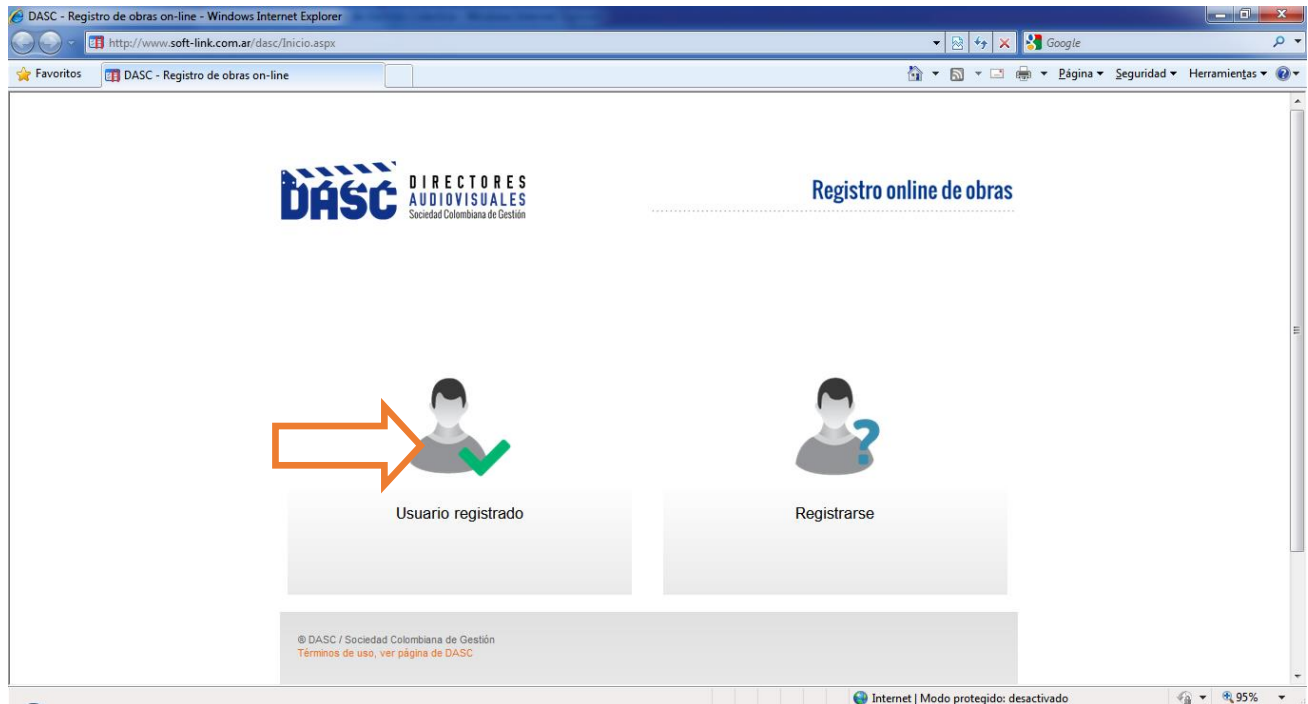 DASC - Registro de obras on-line - Windows Internet Explorer
http://www.soft-link.com.ar/dasc/Inicio.aspx
Google
Favoritos
DASC - Registro de obras on-line
Página
Seguridad
Herramientas
DASC
DIRECTORES
AUDIOVISUALES
Sociedad Colombiana de Gestión
Registro online de obras
?
Usuario registrado
Registrarse
® DASC / Sociedad Colombiana de Gestión
Términos de uso, ver página de DASC
Internet | Modo protegido: desactivado
95%